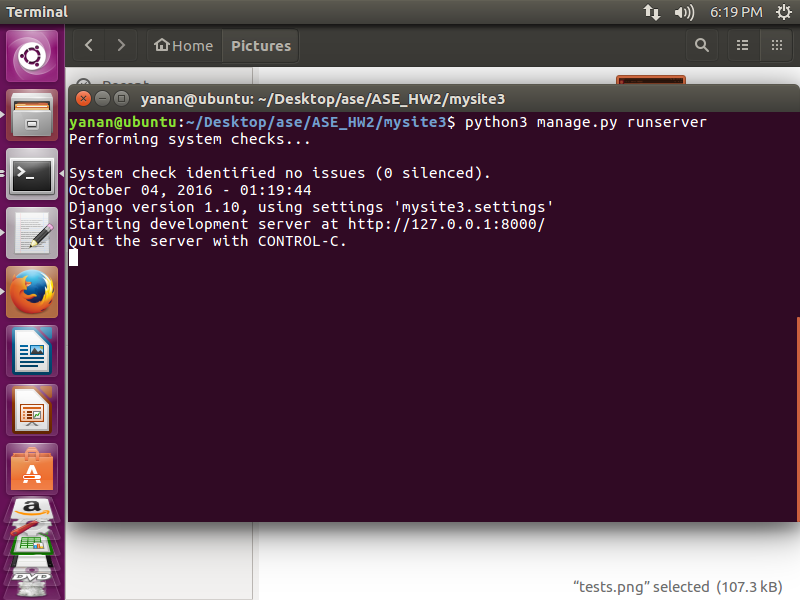 Terminal
6:19 PM
Home
Pictures
yanan@ubuntu: ~/Desktop/ase/ASE_HW2/mysite3
yanan@ubuntu:~/Desktop/ase/ASE_HW2/mysite3$ python3 manage.py runserver
Performing system checks...
System check identified no issues (0 silenced).
October 04, 2016 - 01:19:44
Django version 1.10, using settings 'mysite3.settings'
Starting development server at http://127.0.0.1:8000/
Quit the server with CONTROL-C.
a
DVD
“tests.png” selected (107.3 kB)